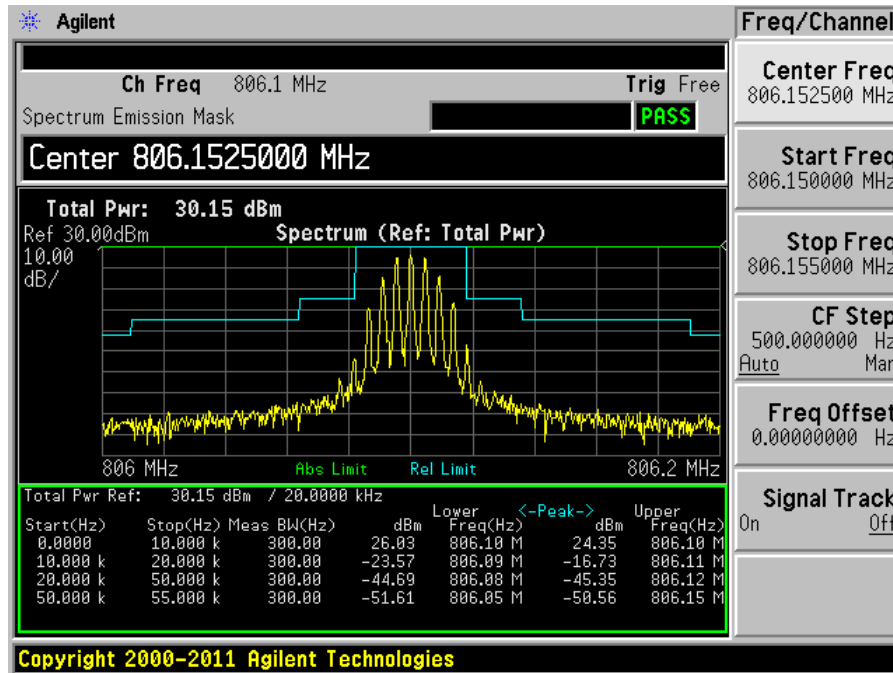 Agilent
Freq/Channel
Ch Freq 806.1 MHz Trig Free
Spectrum Emission Mask PASS
Center 806.1525000 MHz
Total Pwr: 30.15 dBm
Ref 30.00dBm Spectrum (Ref: Total Pwr)
10.00
dB/
806 MHz Abs Limit Rel Limit 806.2 MHz
Total Pwr Ref: 30.15 dBm / 20.0000 kHz
Lower <-Peak-> Upper
Start(Hz) Stop(Hz) Meas BW(Hz) dBm Freq(Hz) dBm Freq(Hz)
0.0000 10.000 k 300.00 26.03 806.10 M 24.35 806.10 M
10.000 k 20.000 k 300.00 -23.57 806.09 M -16.73 806.11 M
20.000 k 50.000 k 300.00 -44.69 806.08 M -45.35 806.12 M
50.000 k 55.000 k 300.00 -51.61 806.05 M -50.56 806.15 M
Center Freq
806.152500 MHz
Start Freq
806.150000 MHz
Stop Freq
806.155000 MHz
CF Step
500.000000 Hz
Auto Man
Freq Offset
0.00000000 Hz
Signal Track
On Off
Copyright 2000-2011 Agilent Technologies